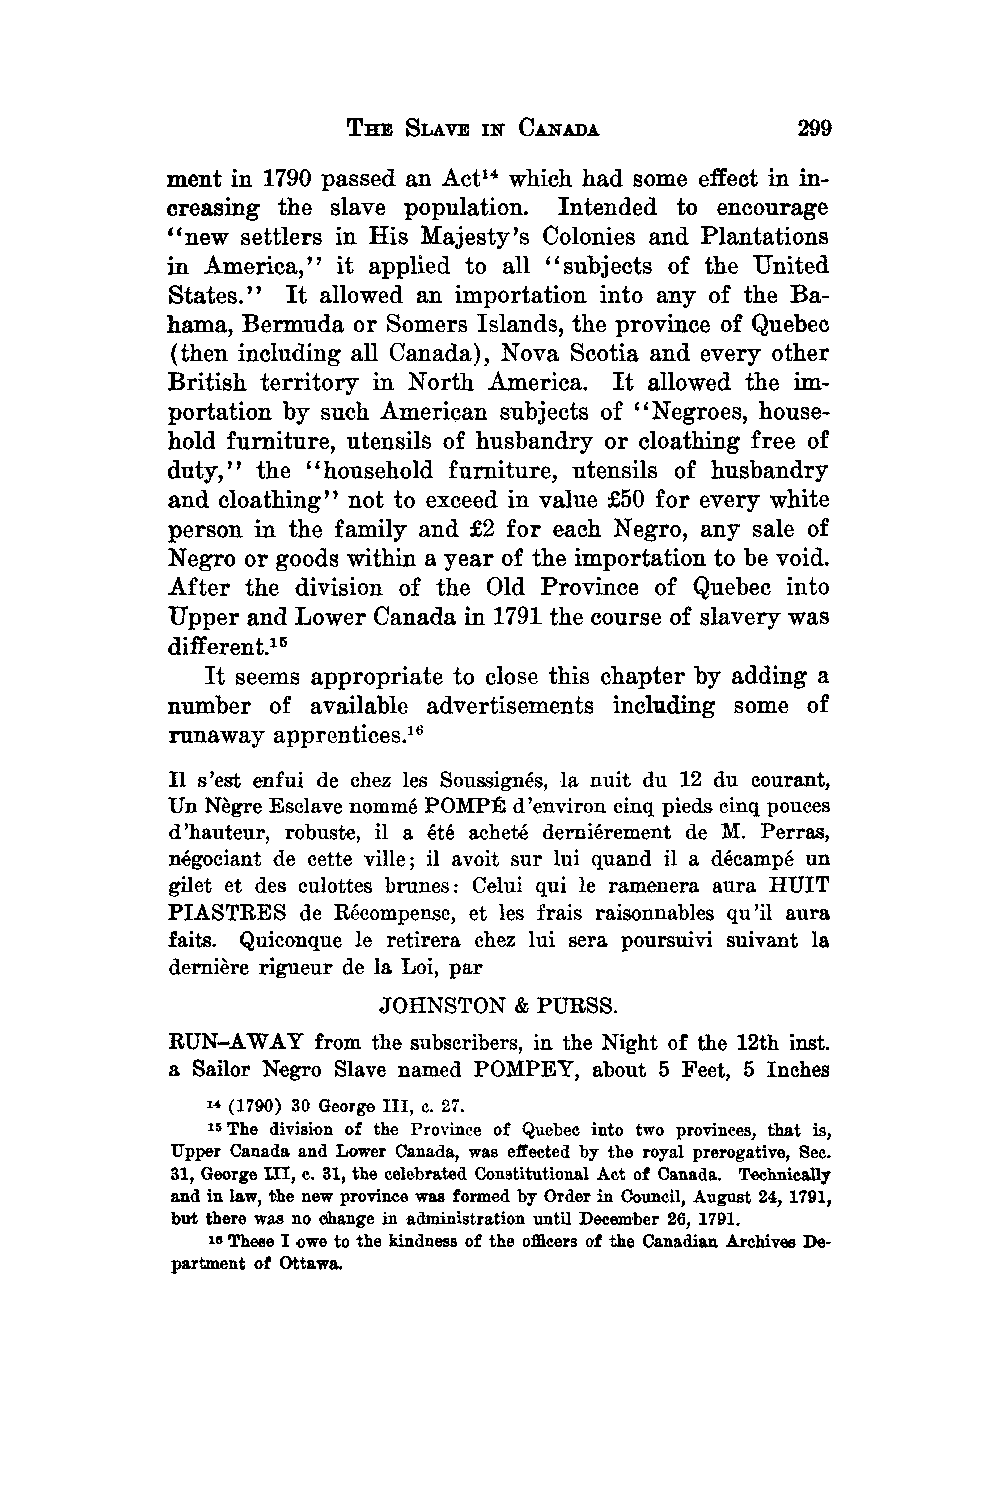 THE SLAVE IN CANADA 299
ment in 1790 passed an Act¹⁴ which had some effect in in-
creasing the slave population. Intended to encourage
‘‘new settlers in His Majesty’s Colonies and Plantations
in America,’’ it applied to all ‘‘subjects of the United
States.’’ It allowed an importation into any of the Ba-
hama, Bermuda or Somers Islands, the province of Quebec
(then including all Canada), Nova Scotia and every other
British territory in North America. It allowed the im-
portation by such American subjects of ‘‘Negroes, house-
hold furniture, utensils of husbandry or cloathing free of
duty,’’ the ‘‘household furniture, utensils of husbandry
and cloathing’’ not to exceed in value £50 for every white
person in the family and £2 for each Negro, any sale of
Negro or goods within a year of the importation to be void.
After the division of the Old Province of Quebec into
Upper and Lower Canada in 1791 the course of slavery was
different.¹⁵
It seems appropriate to close this chapter by adding a
number of available advertisements including some of
runaway apprentices.¹⁶
Il s’est enfui de chez les Soussignés, la nuit du 12 du courant,
Un Nègre Esclave nommé POMPÉ d’environ cinq pieds cinq pouces
d’hauteur, robuste, il a été acheté derniérement de M. Perras,
négociant de cette ville; il avoit sur lui quand il a décampé un
gilet et des culottes brunes: Celui qui le ramenera aura HUIT
PIASTRES de Récompense, et les frais raisonnables qu’il aura
faits. Quiconque le retirera chez lui sera poursuivi suivant la
dernière rigueur de la Loi, par
JOHNSTON & PURSS.
RUN-AWAY from the subscribers, in the Night of the 12th inst.
a Sailor Negro Slave named POMPEY, about 5 Feet, 5 Inches
¹⁴ (1790) 30 George III, c. 27.
¹⁵ The division of the Province of Quebec into two provinces, that is,
Upper Canada and Lower Canada, was effected by the royal prerogative, Sec.
31, George III, c. 31, the celebrated Constitutional Act of Canada. Technically
and in law, the new province was formed by Order in Council, August 24, 1791,
but there was no change in administration until December 26, 1791.
¹⁶ These I owe to the kindness of the officers of the Canadian Archives De-
partment of Ottawa.